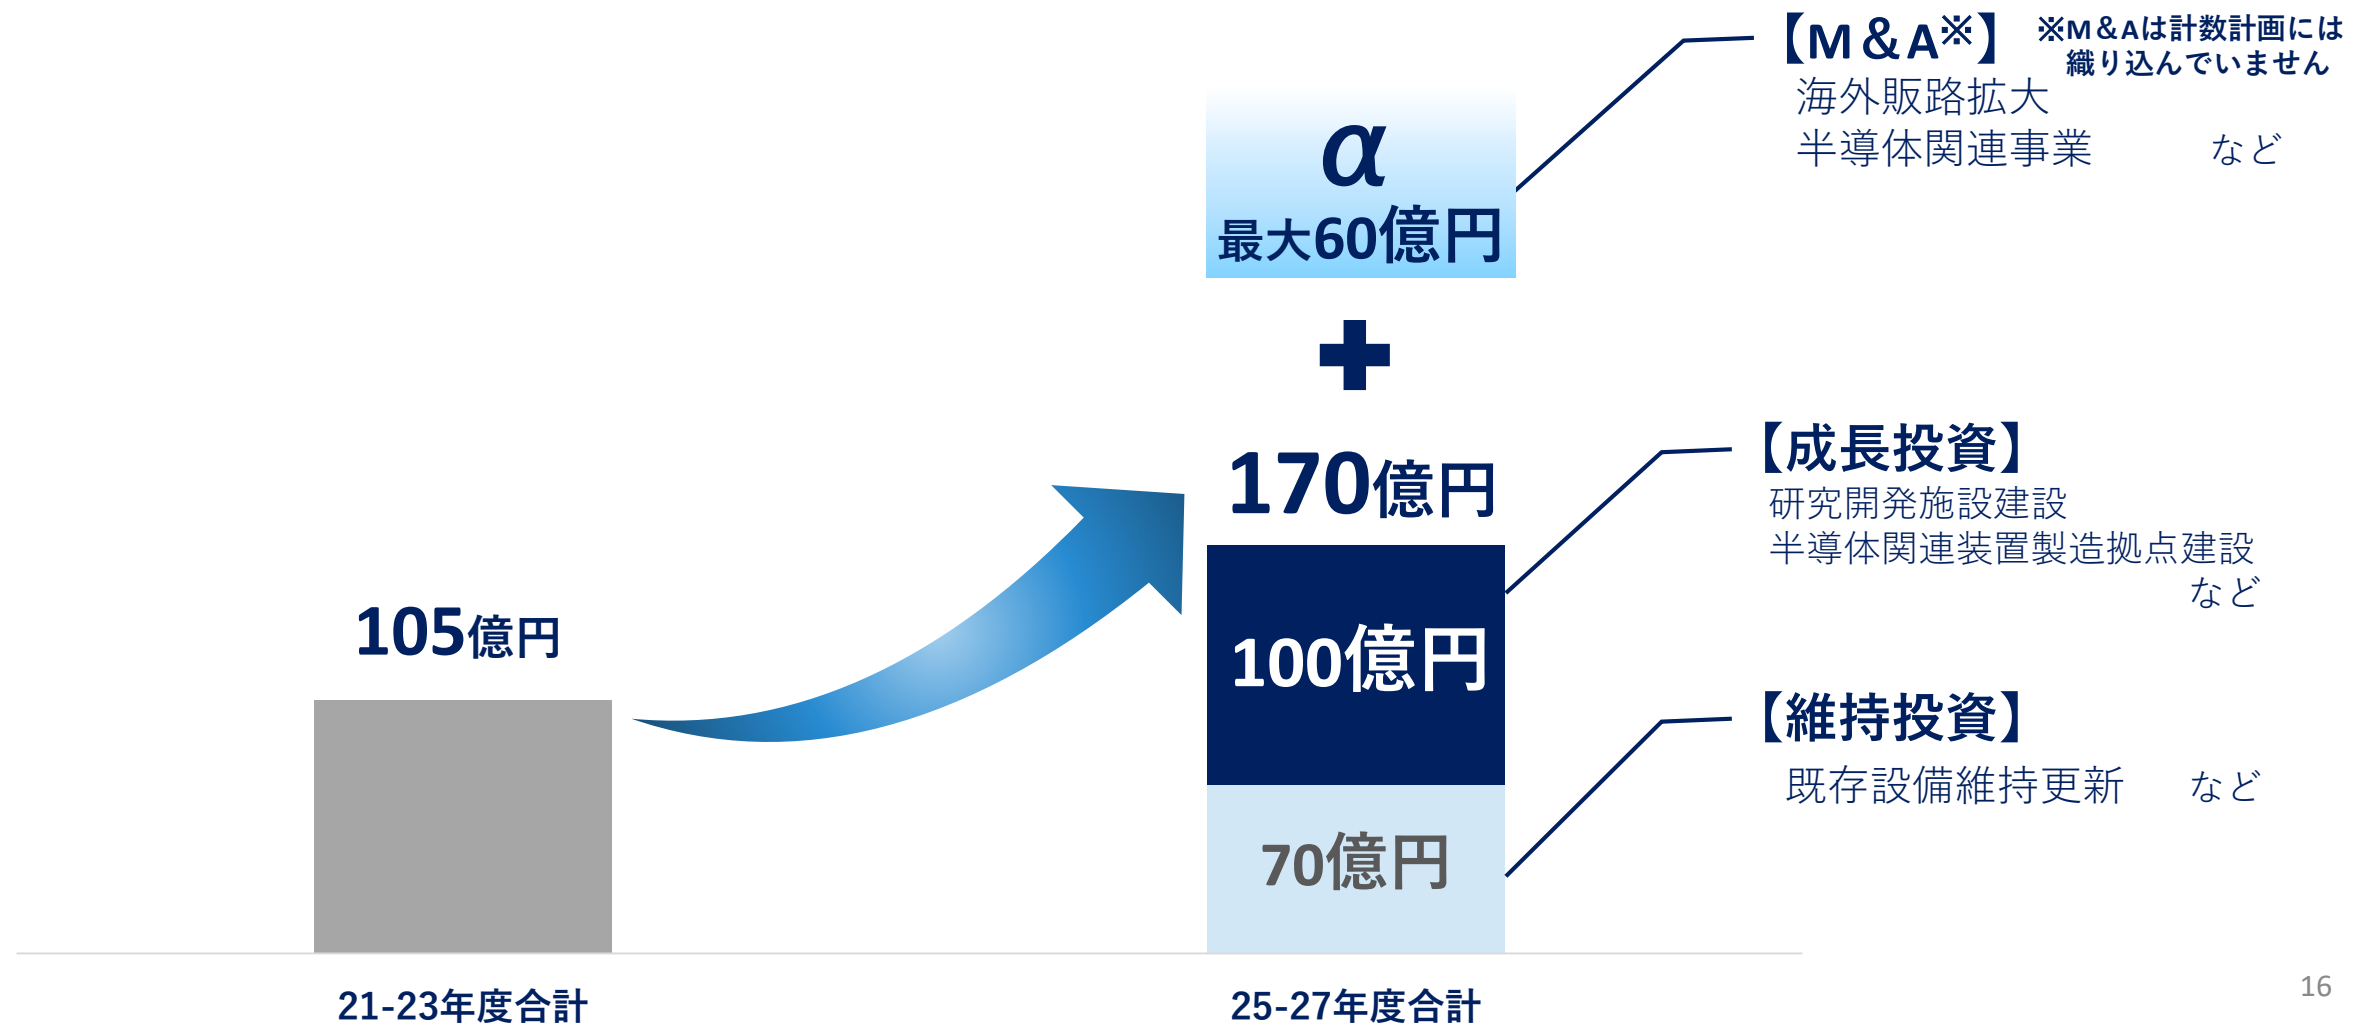 【M＆A※】
※M＆Aは計数計画には
織り込んでいません
海外販路拡大
半導体関連事業　　など
α
最大60億円
＋
170億円
【成長投資】
研究開発施設建設
半導体関連装置製造拠点建設
など
105億円
100億円
【維持投資】
既存設備維持更新　など
70億円
21-23年度合計
25-27年度合計
16